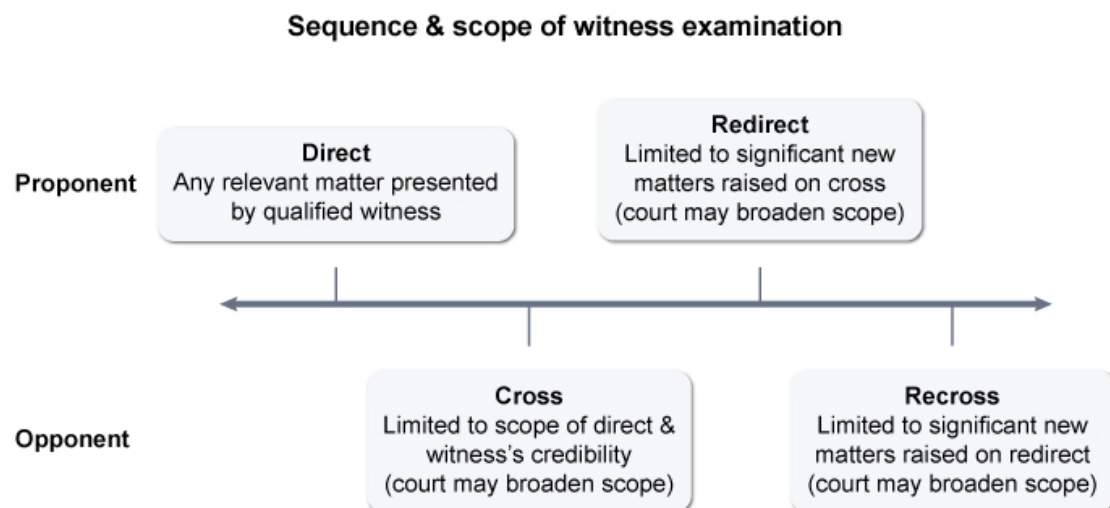 Sequence & scope of witness examination
Proponent
Direct
Any relevant matter presented
by qualified witness
Redirect
Limited to significant new
matters raised on cross
(court may broaden scope)
Opponent
Cross
Limited to scope of direct &
witness's credibility
(court may broaden scope)
Recross
Limited to significant new
matters raised on redirect
(court may broaden scope)